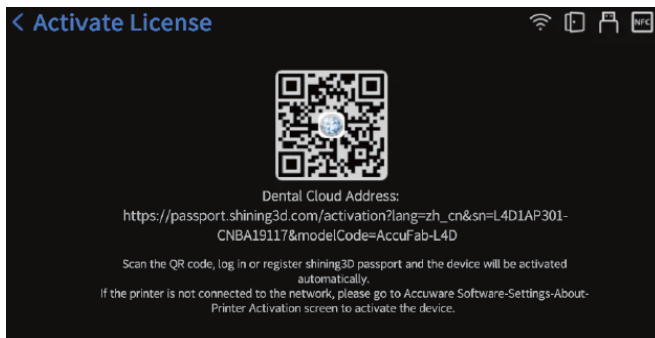 < Activate License
NFC
Dental Cloud Address:
https://passport.shining3d.com/activation?lang=zh_cn&sn=L4D1AP301-
CNBA19117&modelCode=AccuFab-L4D
Scan the QR code, log in or register shining3D passport and the device will be activated
automatically.
If the printer is not connected to the network, please go to Accuware Software-Settings-About-
Printer Activation screen to activate the device.